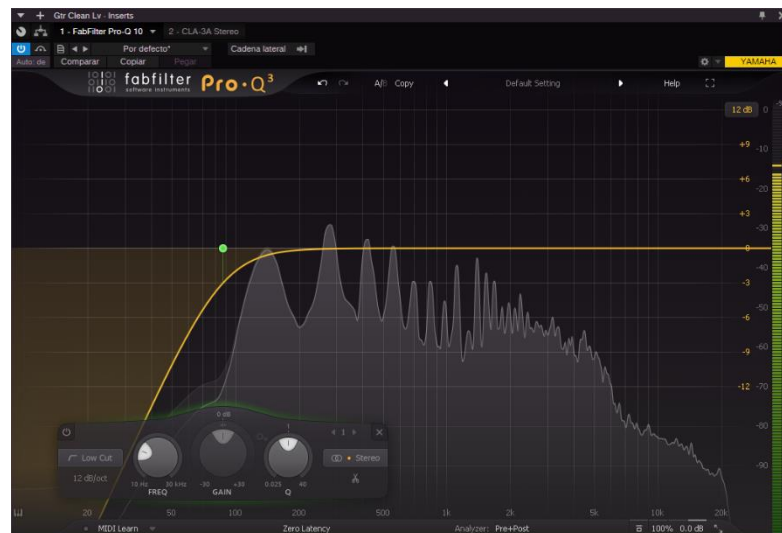 Gtr Clean Lv - Inserts
1 - FabFilter Pro-Q 10 2 - CLA-3A Stereo
Por defecto* Cadena lateral
Auto: de Comparar Copiar Pegar YAMAHA
fabfilter Pro·Q³ A/B Copy Default Setting Help
software instruments
12 dB 0
+9 -10
+6 -20
+3 -30
0 -40
-3 -50
-6 -60
-9 -70
-12 -80
-90
0 dB 1
1
Low Cut Stereo
12 dB/oct 10 Hz 30 kHz -30 +30 0.025 40
FREQ GAIN Q
20 50 100 200 500 1k 2k 5k 10k 20k
MIDI Learn Zero Latency Analyzer: Pre+Post 100% 0.0 dB